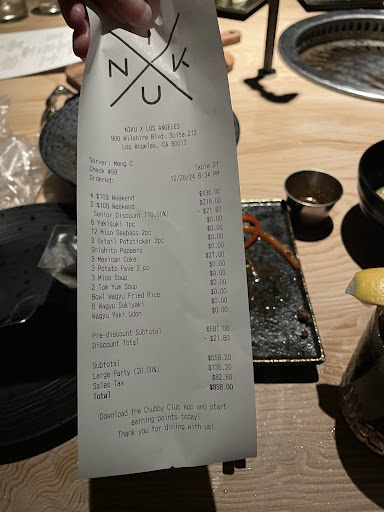 N I K U
X
NIKU X LOS ANGELES
900 Wilshire Blvd. Suite 212
Los Angeles, CA 90017
Server: Meng C
Check #58 Table D1
Ordered: 12/28/24 6:04 PM
4 $109 Weekend $436.00
2 $109 Weekend $218.00
Senior Discount (10.00%) - $21.80
6 Yakisuki 1pc $0.00
12 Miso Seabass 2pc $0.00
3 Oxtail Potsticker 2pc $0.00
Shishito Peppers $0.00
3 Mexican Coke $21.00
3 Potato Pave 2 pc $0.00
3 Miso Soup $0.00
2 Tom Yum Soup $0.00
Bowl Wagyu Fried Rice $0.00
6 Wagyu Sukiyaki $0.00
Wagyu Yaki Udon $0.00
Pre-discount Subtotal $681.00
Discount Total - $21.80
Subtotal $659.20
Large Party (20.00%) $136.20
Sales Tax $62.60
Total $858.00
Download the Chubby Club App and start
earning points today!
Thank you for dining with us!